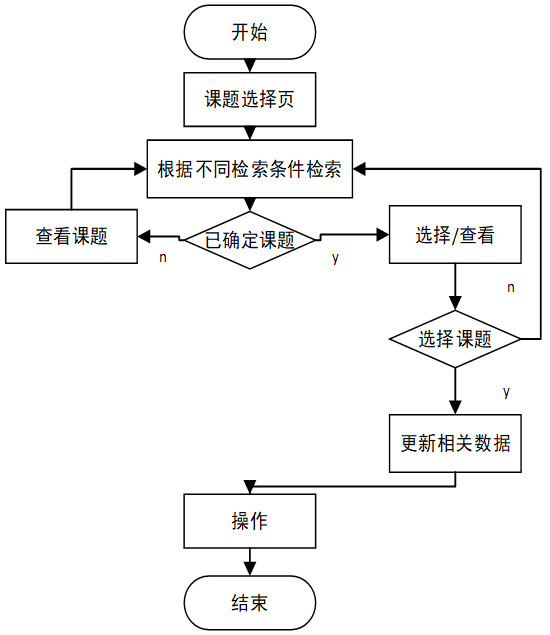 开始
课题选择页
根据不同检索条件检索
查看课题
已确定课题
选择/查看
n
y
n
选择课题
y
更新相关数据
操作
结束